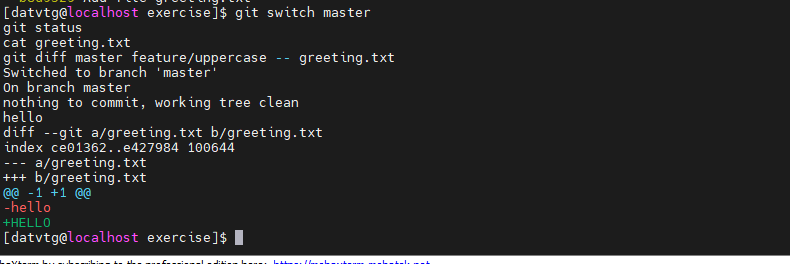 [datvtg@localhost exercise]$ git switch master
git status
cat greeting.txt
git diff master feature/uppercase -- greeting.txt
Switched to branch 'master'
On branch master
nothing to commit, working tree clean
hello
diff --git a/greeting.txt b/greeting.txt
index ce01362..e427984 100644
--- a/greeting.txt
+++ b/greeting.txt
@@ -1 +1 @@
-hello
+HELLO
[datvtg@localhost exercise]$